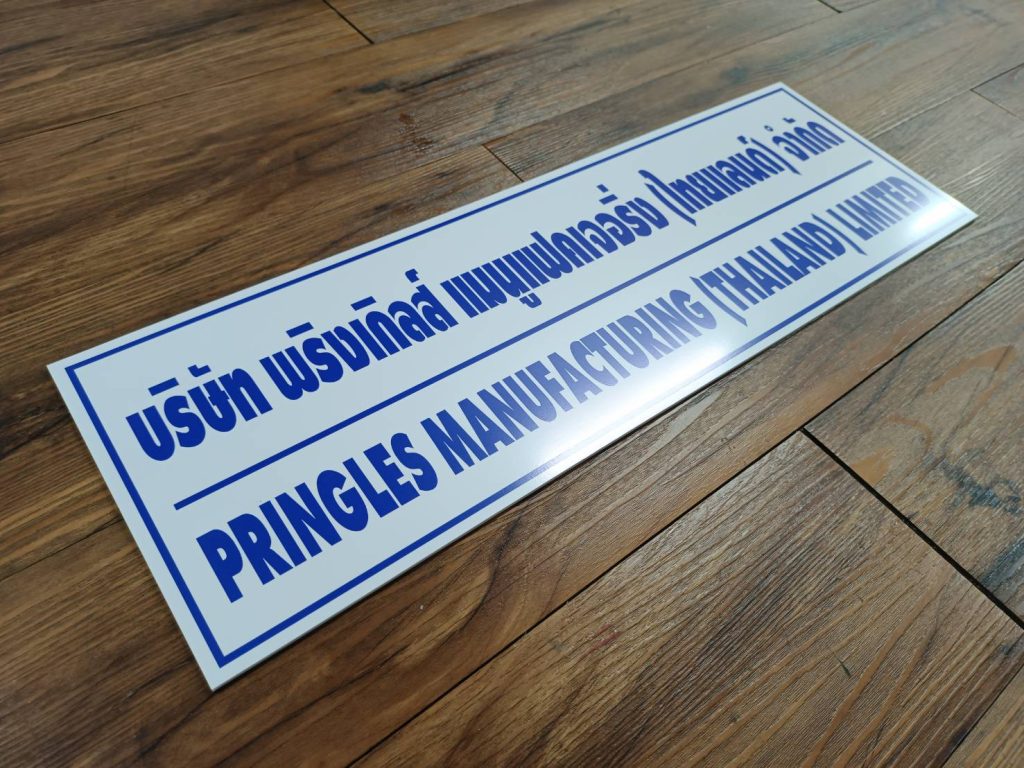 บริษัท พริงเกิลส์ แมนูแฟคเจอริ่ง (ไทยแลนด์) จำกัด
PRINGLES MANUFACTURING (THAILAND) LIMITED